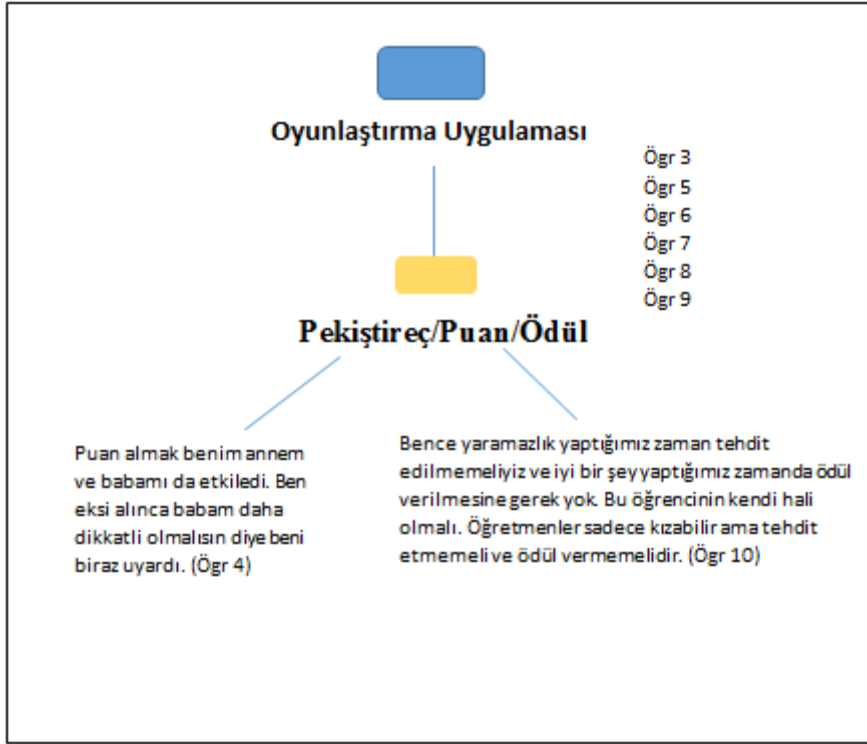 Oyunlaştırma Uygulaması
Ögr 3
Ögr 5
Ögr 6
Ögr 7
Ögr 8
Ögr 9
Pekiştireç/Puan/Ödül
Puan almak benim annem
ve babamı da etkiledi. Ben
eksi alınca babam daha
dikkatli olmalısın diye beni
biraz uyardı. (Ögr 4)
Bence yaramazlık yaptığımız zaman tehdit
edilmemeliyiz ve iyi bir şey yaptığımız zamanda ödül
verilmesine gerek yok. Bu öğrencinin kendi hali
olmalı. Öğretmenler sadece kızabilir ama tehdit
etmemeli ve ödül vermemelidir. (Ögr 10)